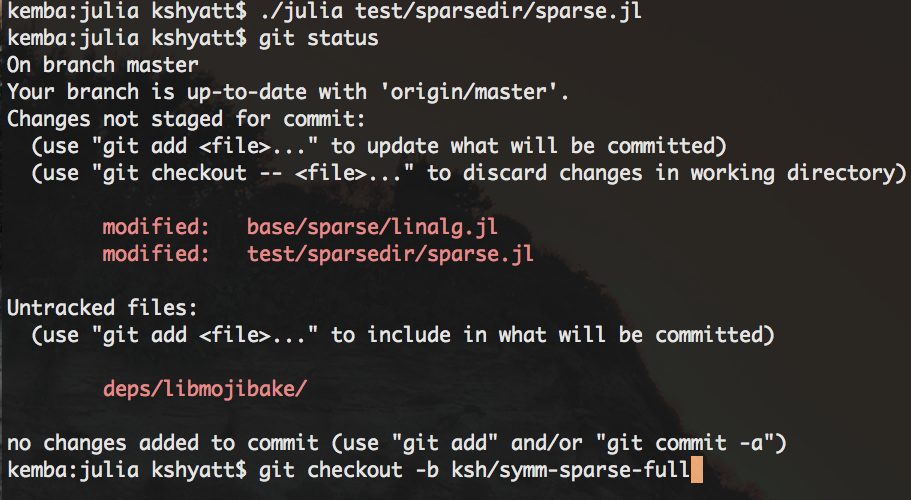 kemba:julia kshyatt$ ./julia test/sparsedir/sparse.jl
kemba:julia kshyatt$ git status
On branch master
Your branch is up-to-date with 'origin/master'.
Changes not staged for commit:
  (use "git add <file>..." to update what will be committed)
  (use "git checkout -- <file>..." to discard changes in working directory)

        modified:   base/sparse/linalg.jl
        modified:   test/sparsedir/sparse.jl

Untracked files:
  (use "git add <file>..." to include in what will be committed)

        deps/libmojibake/

no changes added to commit (use "git add" and/or "git commit -a")
kemba:julia kshyatt$ git checkout -b ksh/symm-sparse-full